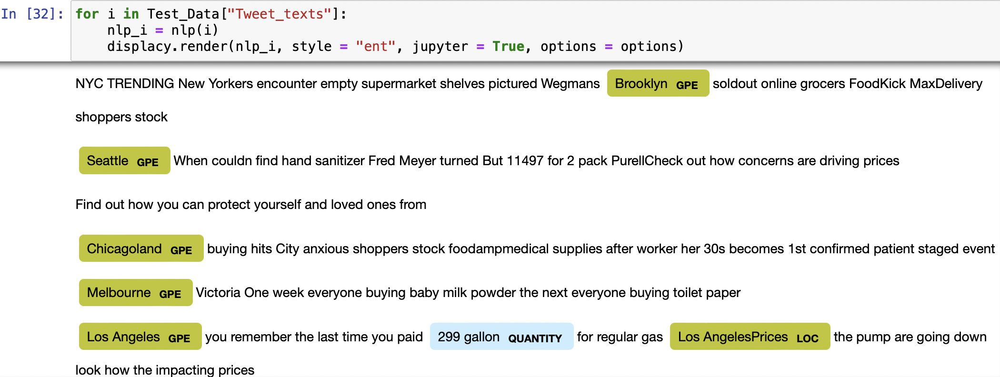 In [32]: for i in Test_Data["Tweet_texts"]:
nlp_i = nlp(i)
displacy.render(nlp_i, style = "ent", jupyter = True, options = options)
NYC TRENDING New Yorkers encounter empty supermarket shelves pictured Wegmans Brooklyn GPE soldout online grocers FoodKick MaxDelivery
shoppers stock
Seattle GPE When couldn find hand sanitizer Fred Meyer turned But 11497 for 2 pack PurellCheck out how concerns are driving prices
Find out how you can protect yourself and loved ones from
Chicagoland GPE buying hits City anxious shoppers stock foodampmedical supplies after worker her 30s becomes 1st confirmed patient staged event
Melbourne GPE Victoria One week everyone buying baby milk powder the next everyone buying toilet paper
Los Angeles GPE you remember the last time you paid 299 gallon QUANTITY for regular gas Los AngelesPrices LOC the pump are going down
look how the impacting prices